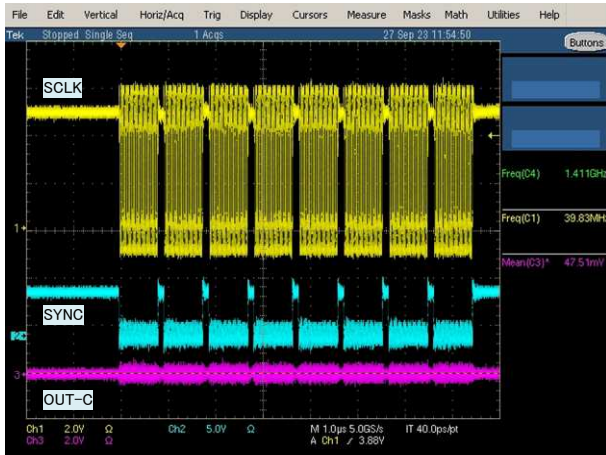 File Edit Vertical Horiz/Acq Trig Display Cursors Measure Masks Math Utilities Help
Tek Stopped Single Seq 1 Acqs 27 Sep 23 11:54:50 Buttons
SCLK
Freq(C4) 1.411GHz
Freq(C1) 39.83MHz
1
Mean(C3)* 47.51mV
SYNC
2
3
OUT-C
Ch1 2.0V Ω Ch2 5.0V Ω M 1.0µs 5.0GS/s IT 40.0ps/pt
Ch3 2.0V Ω A Ch1 / 3.88V